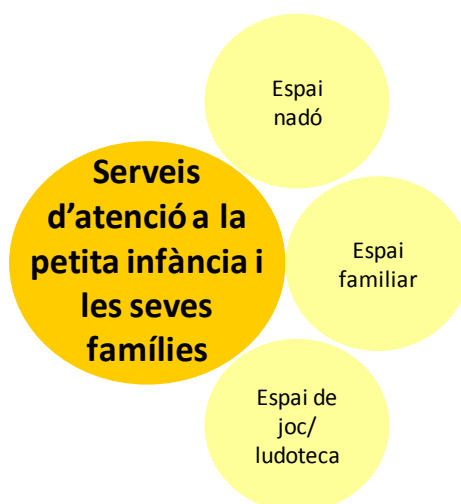 Espai
nadó
Serveis
d’atenció a la
petita infància i
les seves
famílies
Espai
familiar
Espai de
joc/
ludoteca